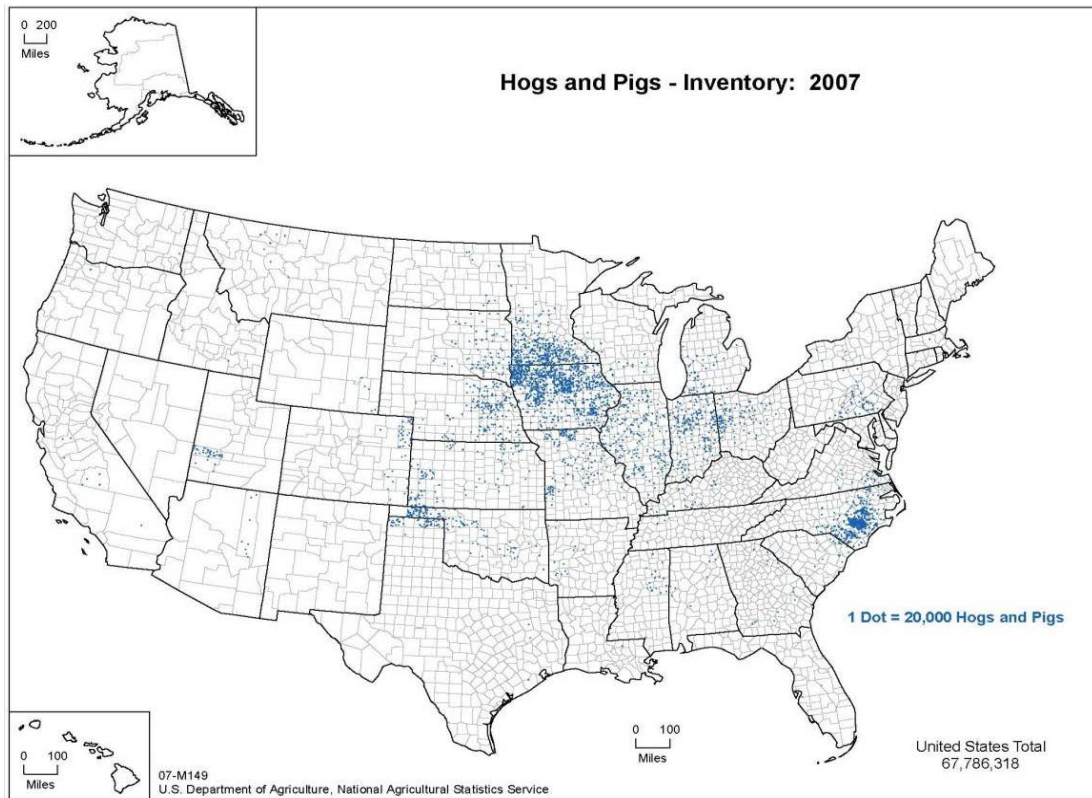 0 200
Miles
Hogs and Pigs - Inventory: 2007
1 Dot = 20,000 Hogs and Pigs
0 100
Miles
0 100
Miles
United States Total
67,786,318
07-M149
U.S. Department of Agriculture, National Agricultural Statistics Service